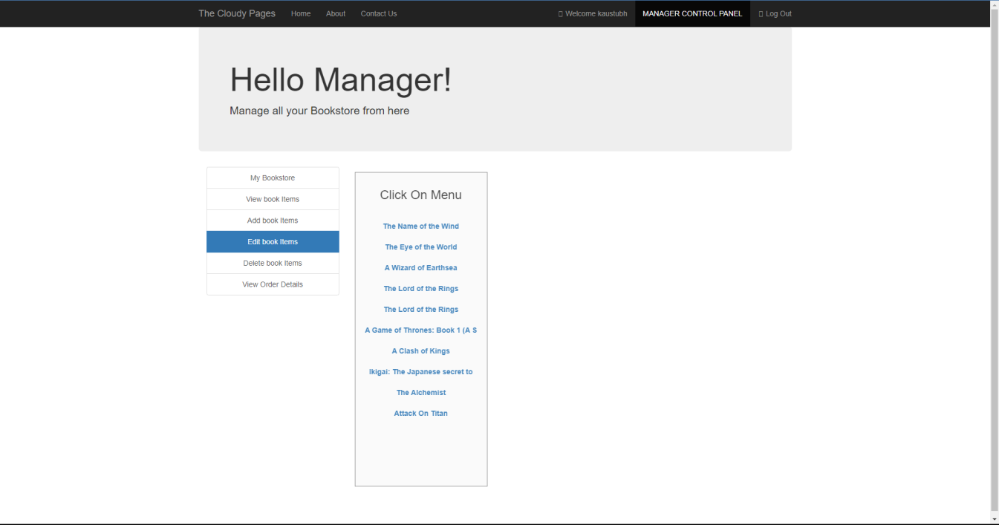 The Cloudy Pages Home About Contact Us Welcome kaustubh MANAGER CONTROL PANEL Log Out
Hello Manager!
Manage all your Bookstore from here
My Bookstore
View book Items
Add book Items
Edit book Items
Delete book Items
View Order Details
Click On Menu
The Name of the Wind
The Eye of the World
A Wizard of Earthsea
The Lord of the Rings
The Lord of the Rings
A Game of Thrones: Book 1 (A S
A Clash of Kings
Ikigai: The Japanese secret to
The Alchemist
Attack On Titan